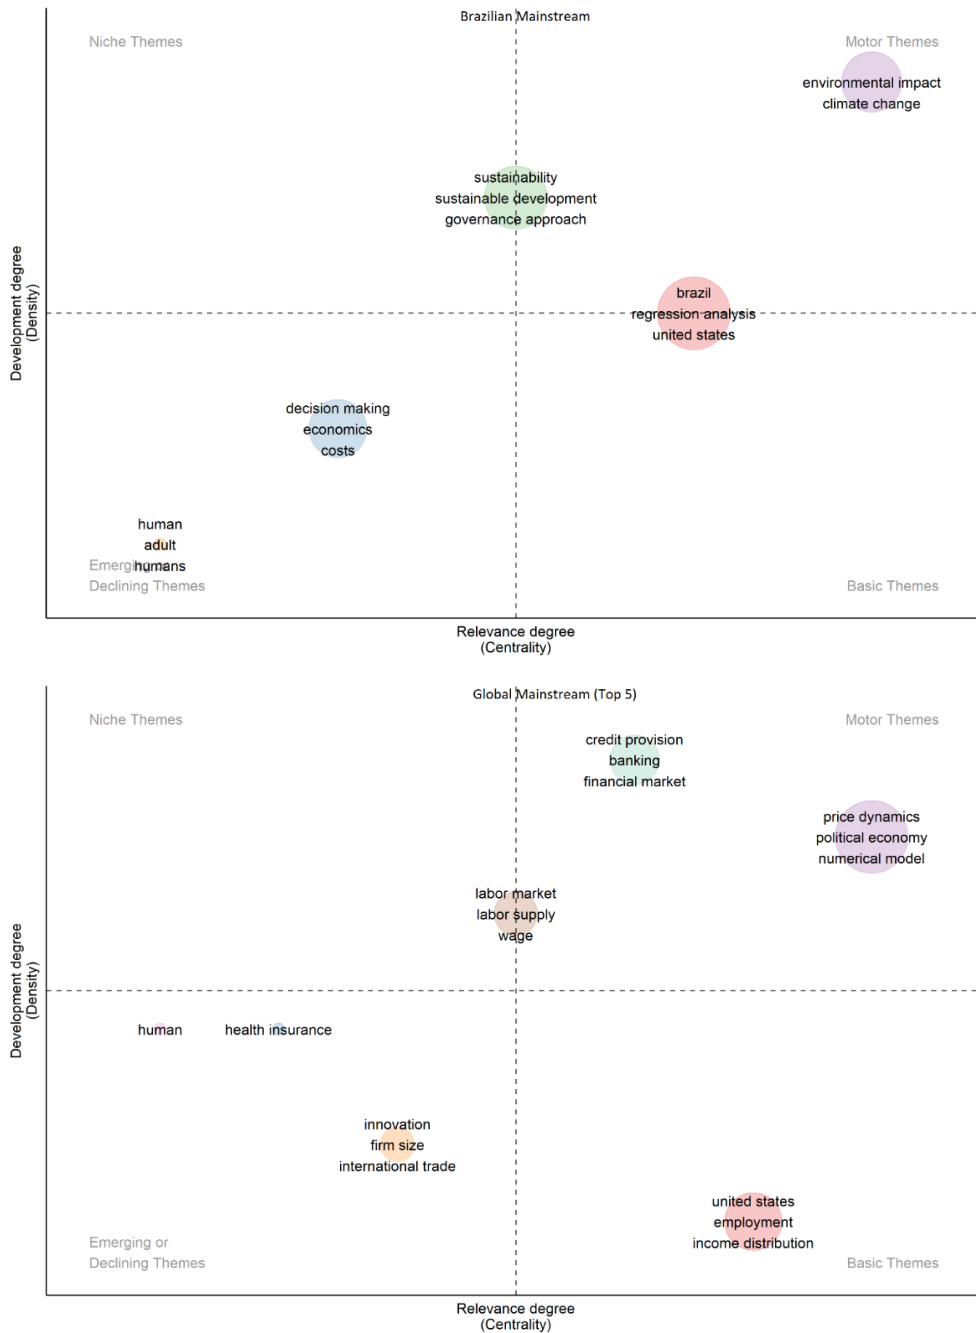 Brazilian Mainstream
Niche Themes
Motor Themes
environmental impact
climate change
sustainability
sustainable development
governance approach
brazil
regression analysis
united states
decision making
economics
costs
human
adult
humans
Emerging or
Declining Themes
Basic Themes
Development degree
(Density)
Relevance degree
(Centrality)
Global Mainstream (Top 5)
Niche Themes
Motor Themes
credit provision
banking
financial market
price dynamics
political economy
numerical model
labor market
labor supply
wage
human
health insurance
innovation
firm size
international trade
united states
employment
income distribution
Emerging or
Declining Themes
Basic Themes
Development degree
(Density)
Relevance degree
(Centrality)